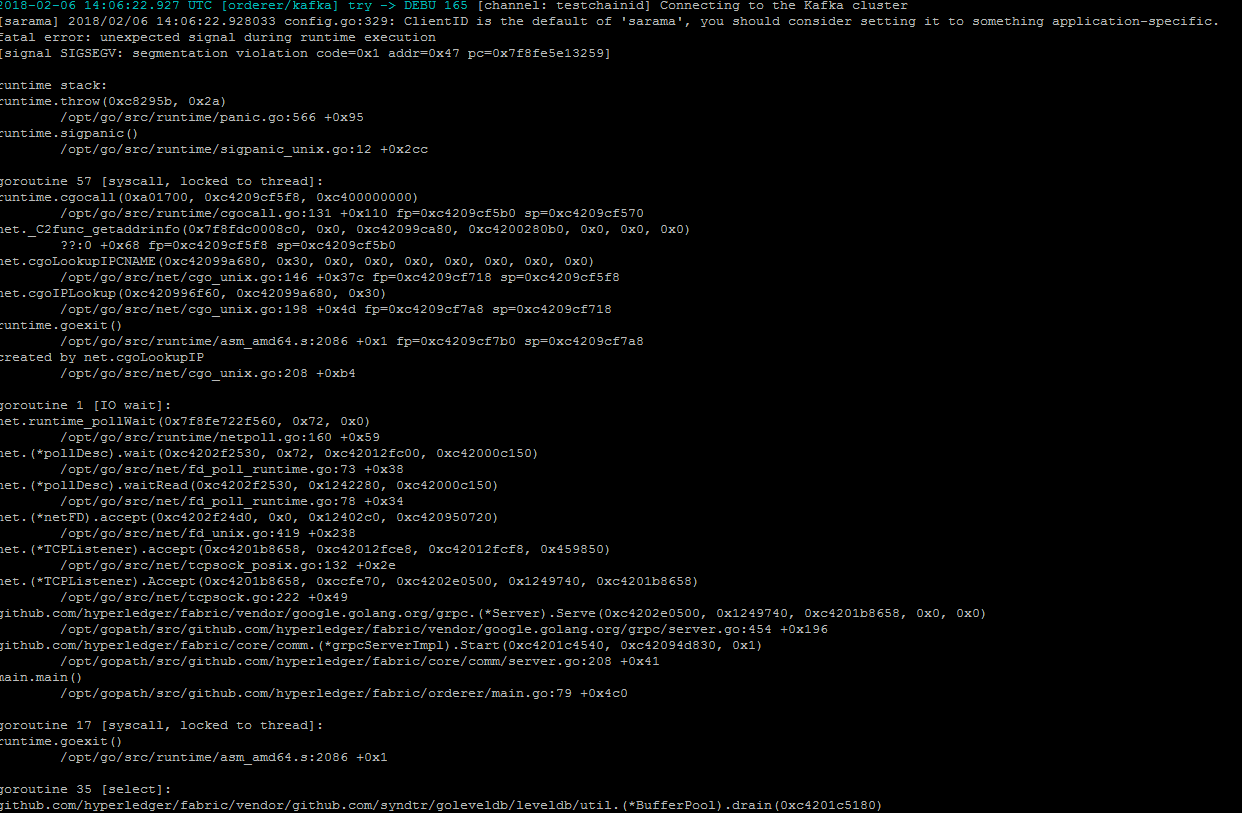 2018-02-06 14:06:22.927 UTC [orderer/kafka] try -> DEBU 165 [channel: testchainid] Connecting to the Kafka cluster
[sarama] 2018/02/06 14:06:22.928033 config.go:329: ClientID is the default of 'sarama', you should consider setting it to something application-specific.
fatal error: unexpected signal during runtime execution
[signal SIGSEGV: segmentation violation code=0x1 addr=0x47 pc=0x7f8fe5e13259]
runtime stack:
runtime.throw(0xc8295b, 0x2a)
/opt/go/src/runtime/panic.go:566 +0x95
runtime.sigpanic()
/opt/go/src/runtime/sigpanic_unix.go:12 +0x2cc
goroutine 57 [syscall, locked to thread]:
runtime.cgocall(0xa01700, 0xc4209cf5f8, 0xc400000000)
/opt/go/src/runtime/cgocall.go:131 +0x110 fp=0xc4209cf5b0 sp=0xc4209cf570
net._C2func_getaddrinfo(0x7f8fdc0008c0, 0x0, 0xc42099ca80, 0xc4200280b0, 0x0, 0x0, 0x0)
??:0 +0x68 fp=0xc4209cf5f8 sp=0xc4209cf5b0
net.cgoLookupIPCNAME(0xc42099a680, 0x30, 0x0, 0x0, 0x0, 0x0, 0x0, 0x0, 0x0)
/opt/go/src/net/cgo_unix.go:146 +0x37c fp=0xc4209cf718 sp=0xc4209cf5f8
net.cgoIPLookup(0xc420996f60, 0xc42099a680, 0x30)
/opt/go/src/net/cgo_unix.go:198 +0x4d fp=0xc4209cf7a8 sp=0xc4209cf718
runtime.goexit()
/opt/go/src/runtime/asm_amd64.s:2086 +0x1 fp=0xc4209cf7b0 sp=0xc4209cf7a8
created by net.cgoLookupIP
/opt/go/src/net/cgo_unix.go:208 +0xb4
goroutine 1 [IO wait]:
net.runtime_pollWait(0x7f8fe722f560, 0x72, 0x0)
/opt/go/src/runtime/netpoll.go:160 +0x59
net.(*pollDesc).wait(0xc4202f2530, 0x72, 0xc42012fc00, 0xc42000c150)
/opt/go/src/net/fd_poll_runtime.go:73 +0x38
net.(*pollDesc).waitRead(0xc4202f2530, 0x1242280, 0xc42000c150)
/opt/go/src/net/fd_poll_runtime.go:78 +0x34
net.(*netFD).accept(0xc4202f24d0, 0x0, 0x12402c0, 0xc420950720)
/opt/go/src/net/fd_unix.go:419 +0x238
net.(*TCPListener).accept(0xc4201b8658, 0xc42012fce8, 0xc42012fcf8, 0x459850)
/opt/go/src/net/tcpsock_posix.go:132 +0x2e
net.(*TCPListener).Accept(0xc4201b8658, 0xccfe70, 0xc4202e0500, 0x1249740, 0xc4201b8658)
/opt/go/src/net/tcpsock.go:222 +0x49
github.com/hyperledger/fabric/vendor/google.golang.org/grpc.(*Server).Serve(0xc4202e0500, 0x1249740, 0xc4201b8658, 0x0, 0x0)
/opt/gopath/src/github.com/hyperledger/fabric/vendor/google.golang.org/grpc/server.go:454 +0x196
github.com/hyperledger/fabric/core/comm.(*grpcServerImpl).Start(0xc4201c4540, 0xc42094d830, 0x1)
/opt/gopath/src/github.com/hyperledger/fabric/core/comm/server.go:208 +0x41
main.main()
/opt/gopath/src/github.com/hyperledger/fabric/orderer/main.go:79 +0x4c0
goroutine 17 [syscall, locked to thread]:
runtime.goexit()
/opt/go/src/runtime/asm_amd64.s:2086 +0x1
goroutine 35 [select]:
github.com/hyperledger/fabric/vendor/github.com/syndtr/goleveldb/leveldb/util.(*BufferPool).drain(0xc4201c5180)